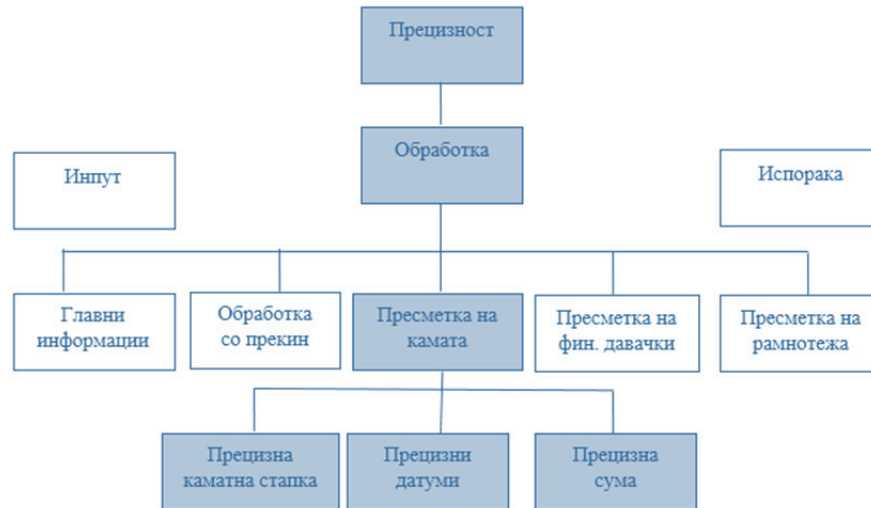 Прецизност
Обработка
Инпут
Испорака
Главни
информации
Обработка
со прекин
Пресметка на
камата
Пресметка на
фин. давачки
Пресметка на
рамнотежа
Прецизна
каматна стапка
Прецизни
датуми
Прецизна
сума